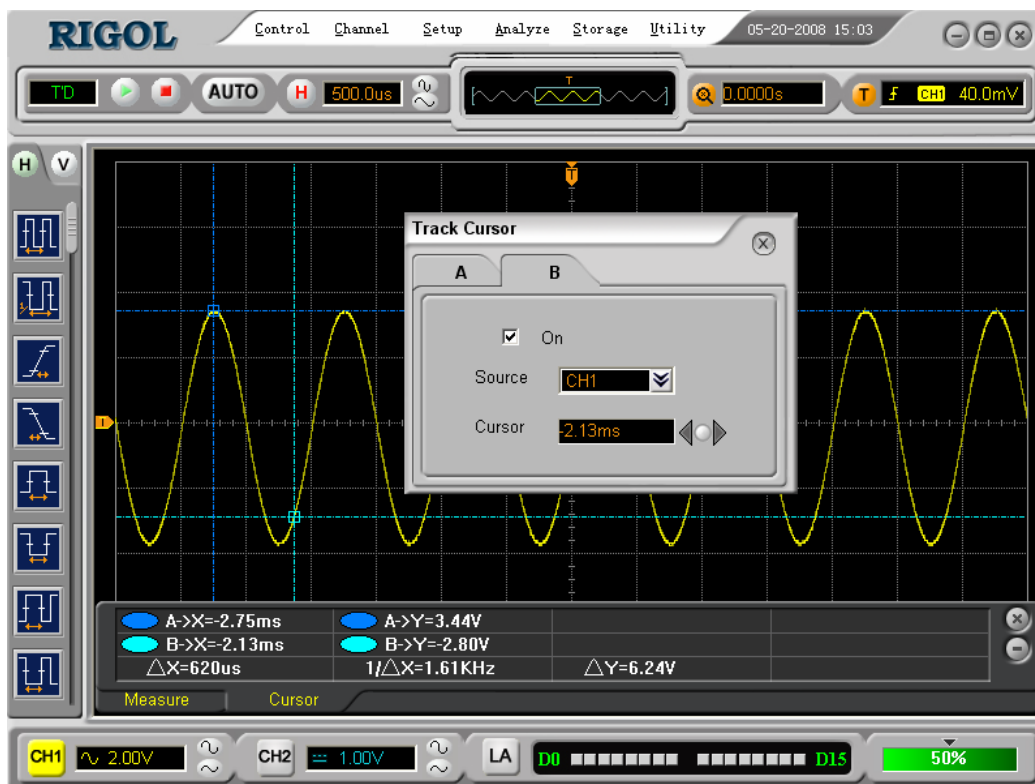 RIGOL
Control Channel Setup Analyze Storage Utility 05-20-2008 15:03
T'D AUTO H 500.0us T 0.0000s T CH1 40.0mV
H V
T
Track Cursor
A B
On
Source CH1
Cursor -2.13ms
A->X=-2.75ms A->Y=3.44V
B->X=-2.13ms B->Y=-2.80V
△X=620us 1/△X=1.61KHz △Y=6.24V
Measure Cursor
CH1 2.00V CH2 1.00V LA D0 D15 50%